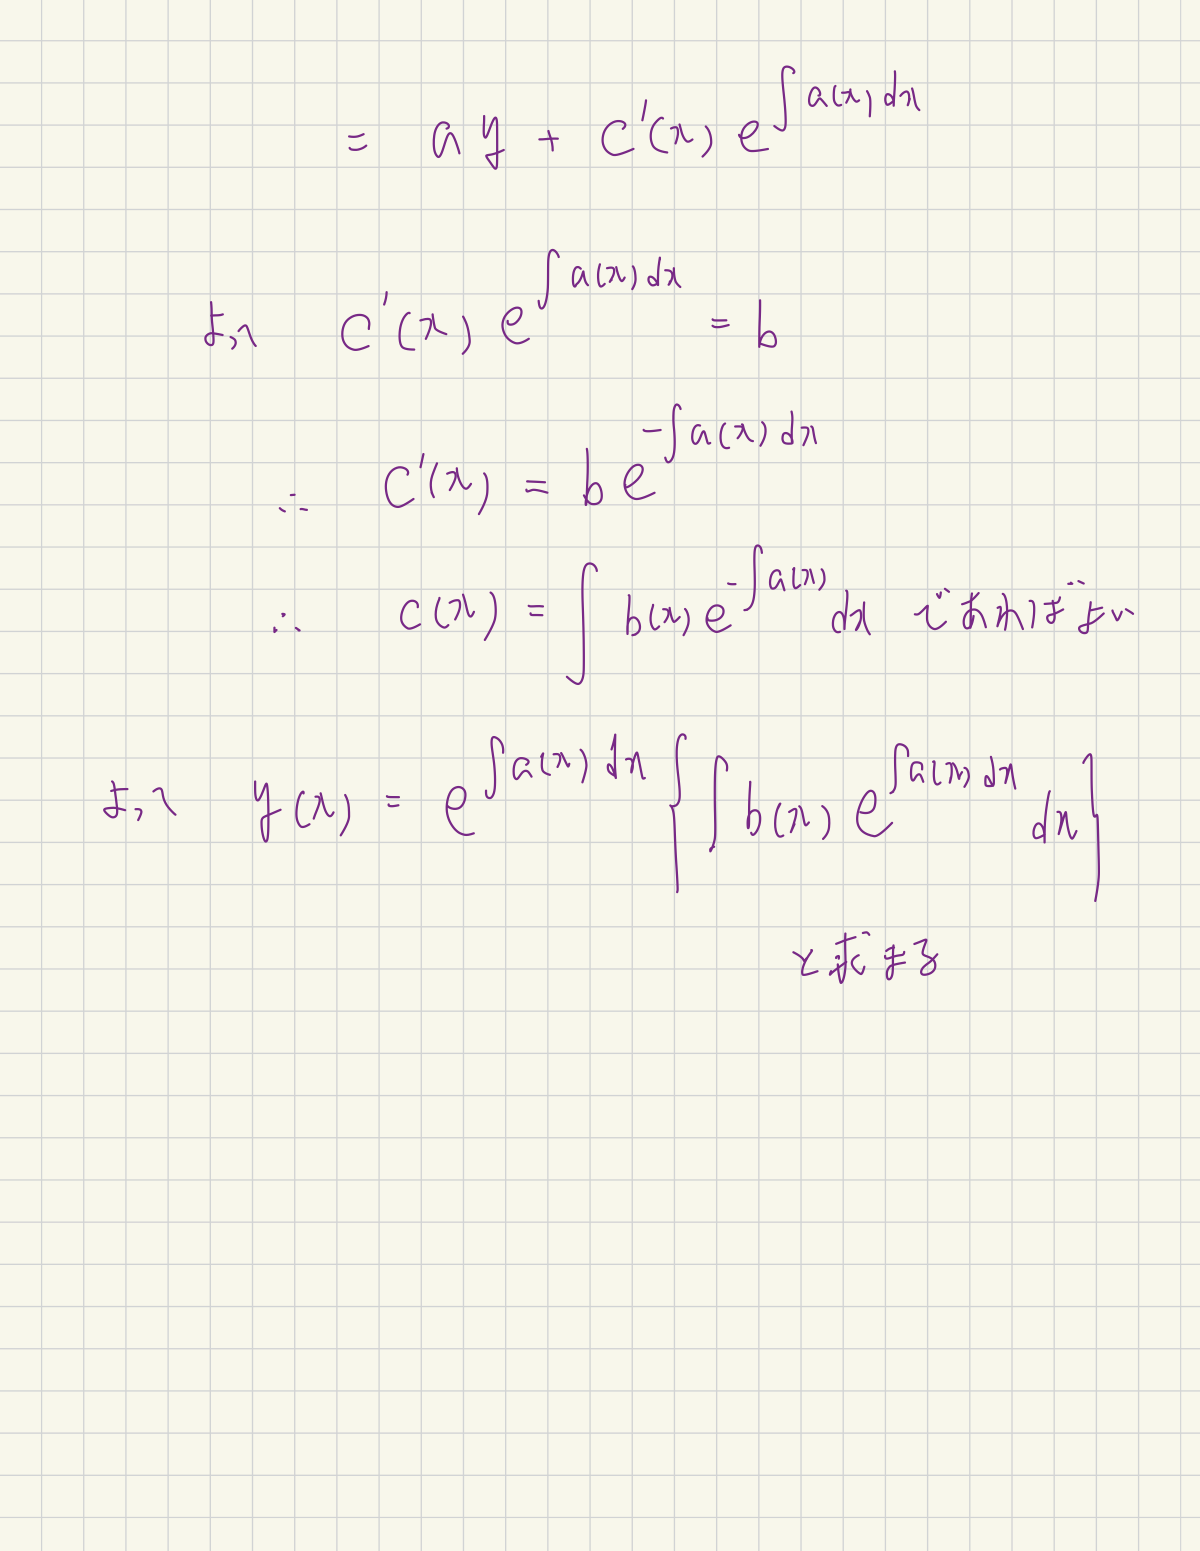 = ay + C'(x) e^{∫a(x)dx}
よって C'(x) e^{∫a(x)dx} = b
∴ C'(x) = b e^{-∫a(x)dx}
∴ C(x) = ∫ b(x) e^{-∫a(x)} dx であればよい
よって y(x) = e^{∫a(x)dx} { ∫ b(x) e^{∫a(x)dx} dx }
と求まる